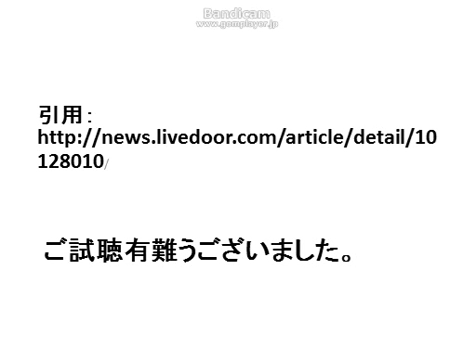 Bandicam
www.gomplayer.jp
引用：
http://news.livedoor.com/article/detail/10
128010/
ご試聴有難うございました。